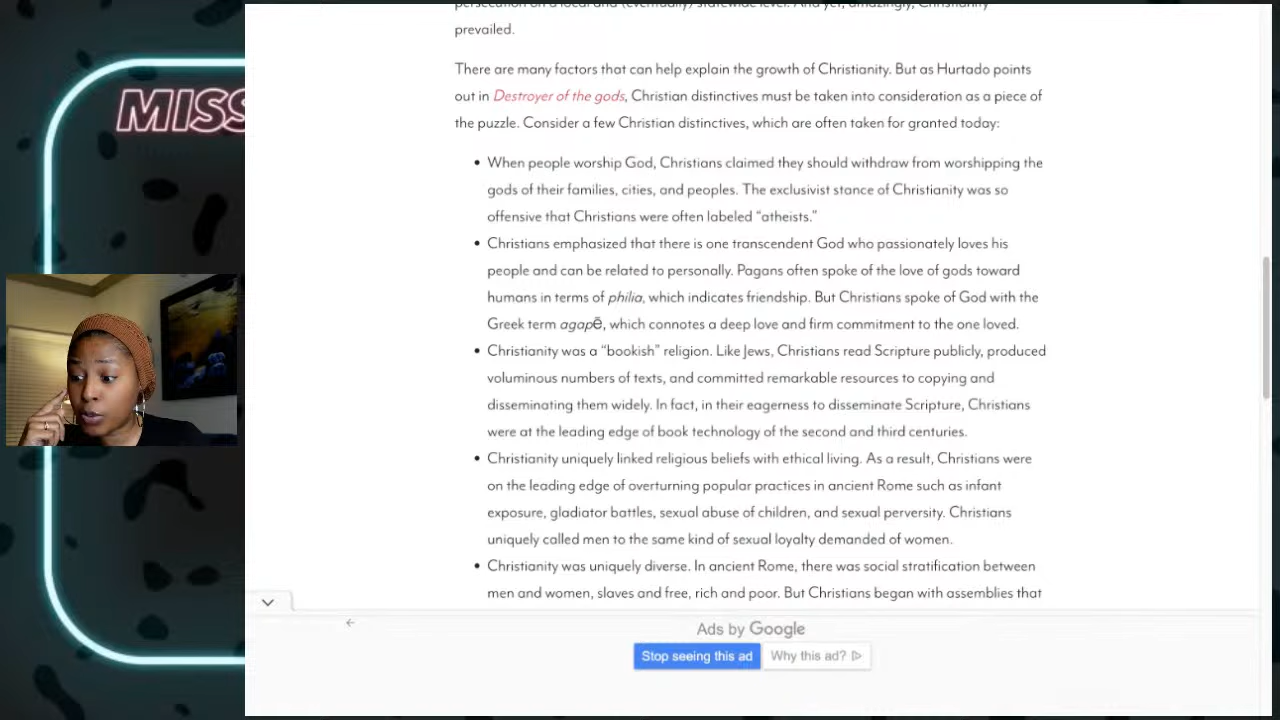 MISS
persecution on a local and (eventually) statewide level. And yet, amazingly, Christianity
prevailed.
There are many factors that can help explain the growth of Christianity. But as Hurtado points
out in Destroyer of the gods, Christian distinctives must be taken into consideration as a piece of
the puzzle. Consider a few Christian distinctives, which are often taken for granted today:
• When people worship God, Christians claimed they should withdraw from worshipping the
gods of their families, cities, and peoples. The exclusivist stance of Christianity was so
offensive that Christians were often labeled “atheists.”
• Christians emphasized that there is one transcendent God who passionately loves his
people and can be related to personally. Pagans often spoke of the love of gods toward
humans in terms of philia, which indicates friendship. But Christians spoke of God with the
Greek term agapē, which connotes a deep love and firm commitment to the one loved.
• Christianity was a “bookish” religion. Like Jews, Christians read Scripture publicly, produced
voluminous numbers of texts, and committed remarkable resources to copying and
disseminating them widely. In fact, in their eagerness to disseminate Scripture, Christians
were at the leading edge of book technology of the second and third centuries.
• Christianity uniquely linked religious beliefs with ethical living. As a result, Christians were
on the leading edge of overturning popular practices in ancient Rome such as infant
exposure, gladiator battles, sexual abuse of children, and sexual perversity. Christians
uniquely called men to the same kind of sexual loyalty demanded of women.
• Christianity was uniquely diverse. In ancient Rome, there was social stratification between
men and women, slaves and free, rich and poor. But Christians began with assemblies that
Ads by Google
Stop seeing this ad
Why this ad?